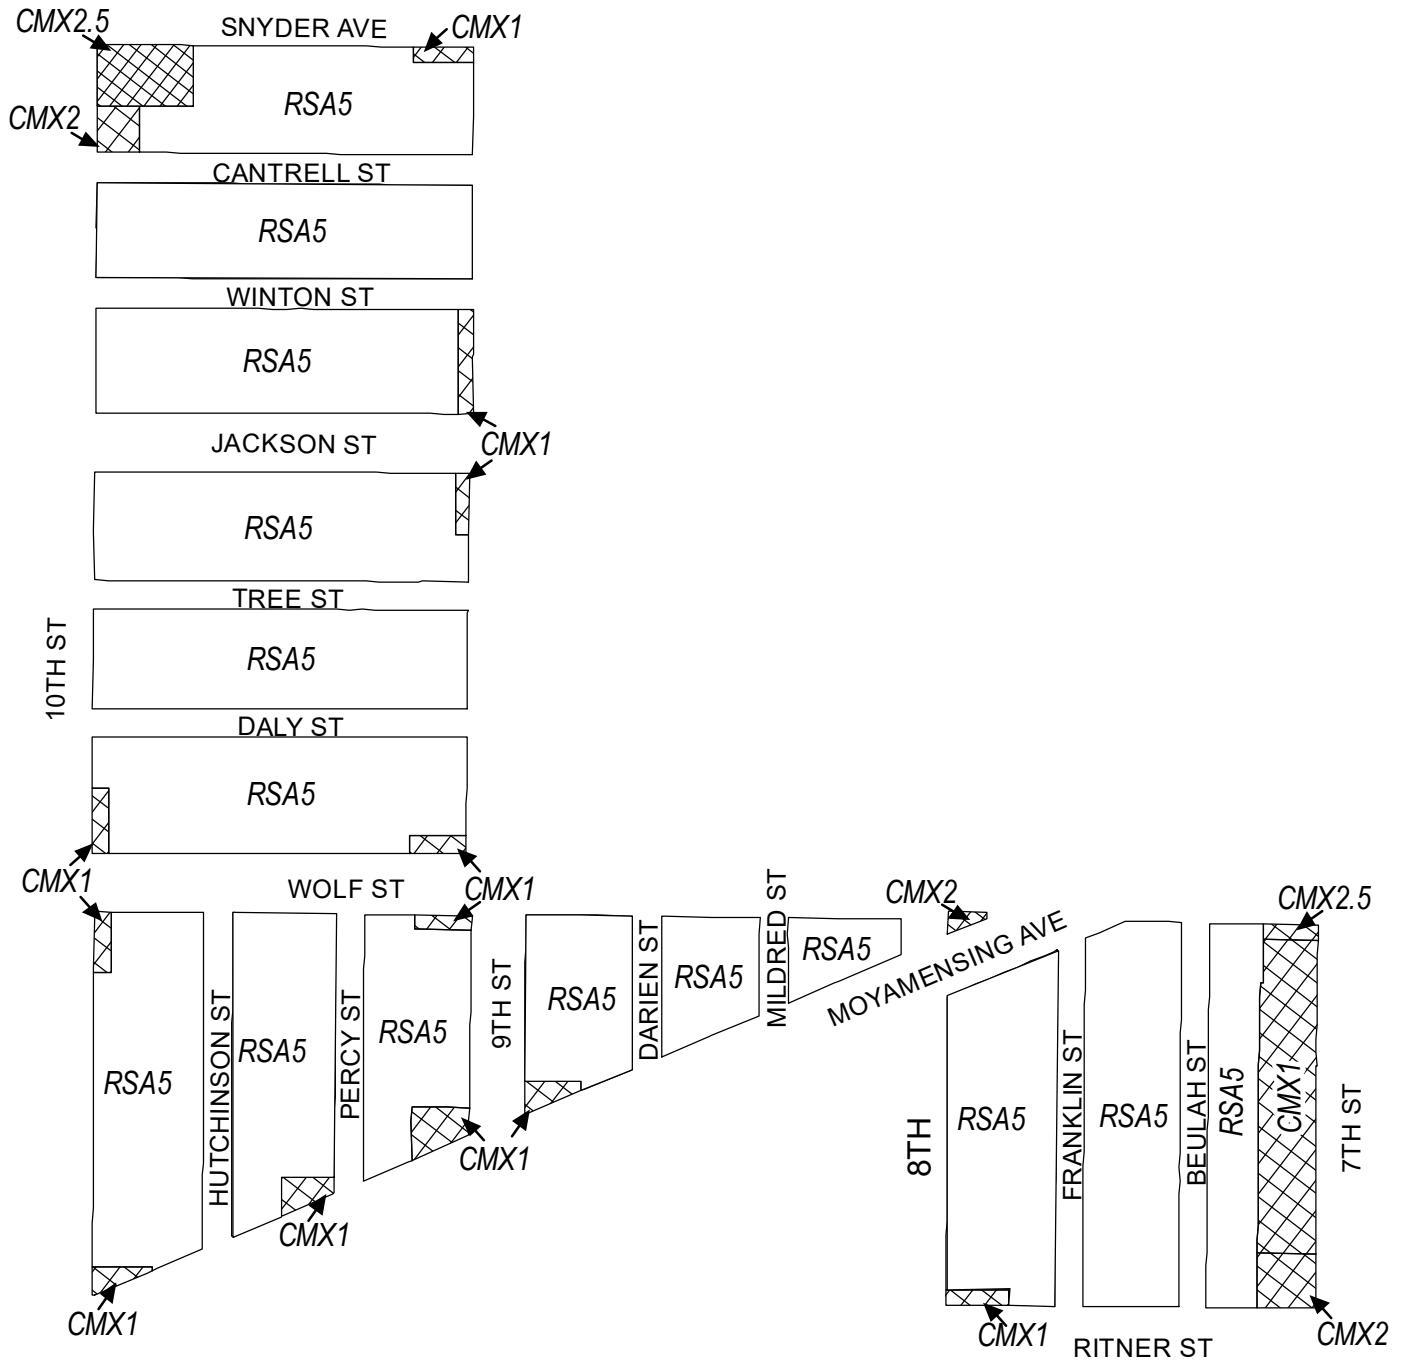 CMX2.5
SNYDER AVE
CMX1
RSA5
CMX2
CANTRELL ST
RSA5
WINTON ST
RSA5
JACKSON ST
CMX1
RSA5
TREE ST
10TH ST
RSA5
DALY ST
RSA5
CMX1
WOLF ST
CMX1
MILDRED ST
CMX2
CMX2.5
RSA5
HUTCHINSON ST
RSA5
PERCY ST
RSA5
9TH ST
RSA5
DARIEN ST
RSA5
RSA5
MOYAMENSING AVE
8TH
RSA5
FRANKLIN ST
RSA5
BEULAH ST
RSA5
CMX1
7TH ST
CMX1
CMX1
CMX1
CMX1
CMX2
RITNER ST